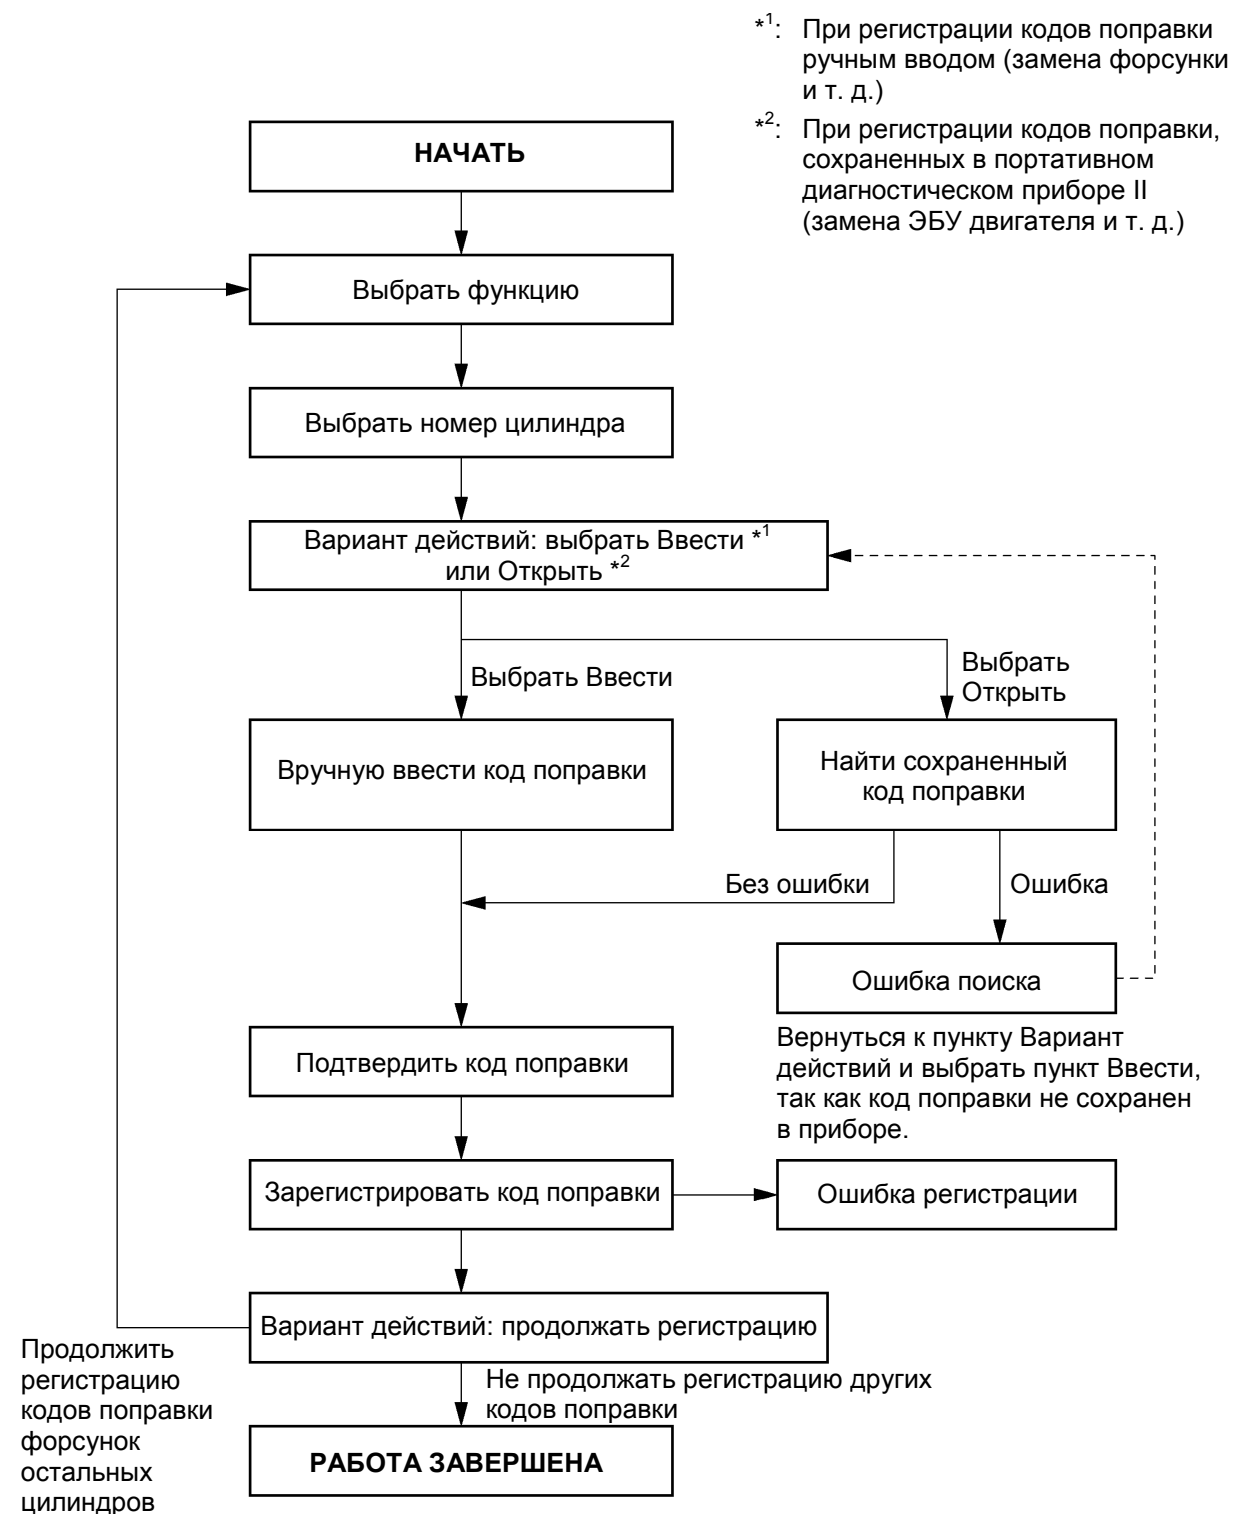 *1: При регистрации кодов поправки
ручным вводом (замена форсунки
и т. д.)
*2: При регистрации кодов поправки,
сохраненных в портативном
диагностическом приборе II
(замена ЭБУ двигателя и т. д.)
НАЧАТЬ
Выбрать функцию
Выбрать номер цилиндра
Вариант действий: выбрать Ввести *1
или Открыть *2
Выбрать Ввести
Выбрать
Открыть
Вручную ввести код поправки
Найти сохраненный
код поправки
Без ошибки
Ошибка
Ошибка поиска
Вернуться к пункту Вариант
действий и выбрать пункт Ввести,
так как код поправки не сохранен
в приборе.
Подтвердить код поправки
Зарегистрировать код поправки
Ошибка регистрации
Вариант действий: продолжать регистрацию
Продолжить
регистрацию
кодов поправки
форсунок
остальных
цилиндров
Не продолжать регистрацию других
кодов поправки
РАБОТА ЗАВЕРШЕНА